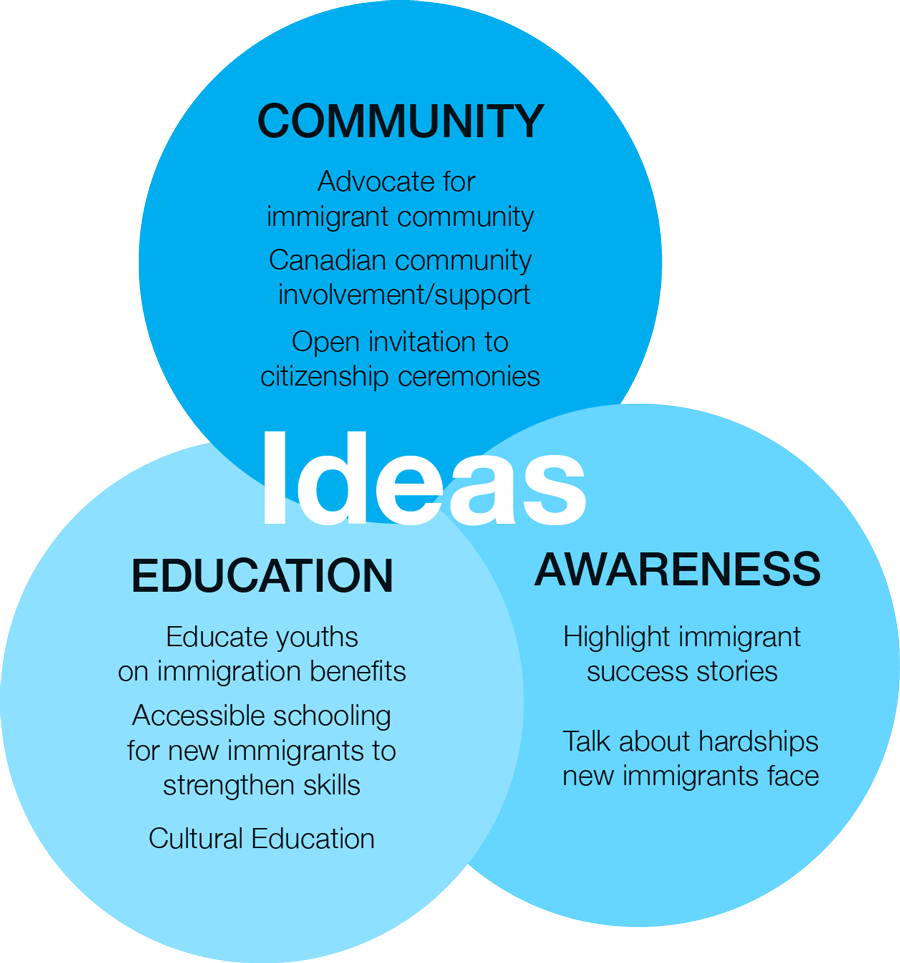 COMMUNITY
Advocate for
immigrant community
Canadian community
involvement/support
Open invitation to
citizenship ceremonies
Ideas
EDUCATION
Educate youths
on immigration benefits
Accessible schooling
for new immigrants to
strengthen skills
Cultural Education
AWARENESS
Highlight immigrant
success stories
Talk about hardships
new immigrants face